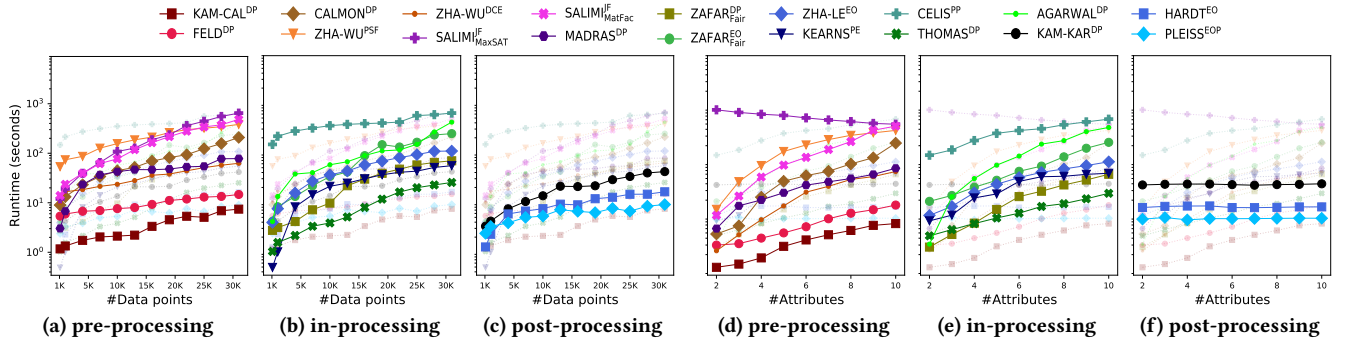 KAM-CAL^DP CALMON^DP ZHA-WU^DCE SALIMI^JF_MatFac ZAFAR^DP_Fair ZHA-LE^EO CELIS^PP AGARWAL^DP HARDT^EO
FELD^DP ZHA-WU^PSF SALIMI^JF_MaxSAT MADRAS^DP ZAFAR^EO_Fair KEARNS^PE THOMAS^DP KAM-KAR^DP PLEISS^EOP
Runtime (seconds)
10^3
10^2
10^1
10^0
1K 5K 10K 15K 20K 25K 30K 1K 5K 10K 15K 20K 25K 30K 1K 5K 10K 15K 20K 25K 30K 2 4 6 8 10 2 4 6 8 10 2 4 6 8 10
#Data points #Data points #Data points #Attributes #Attributes #Attributes
(a) pre-processing (b) in-processing (c) post-processing (d) pre-processing (e) in-processing (f) post-processing